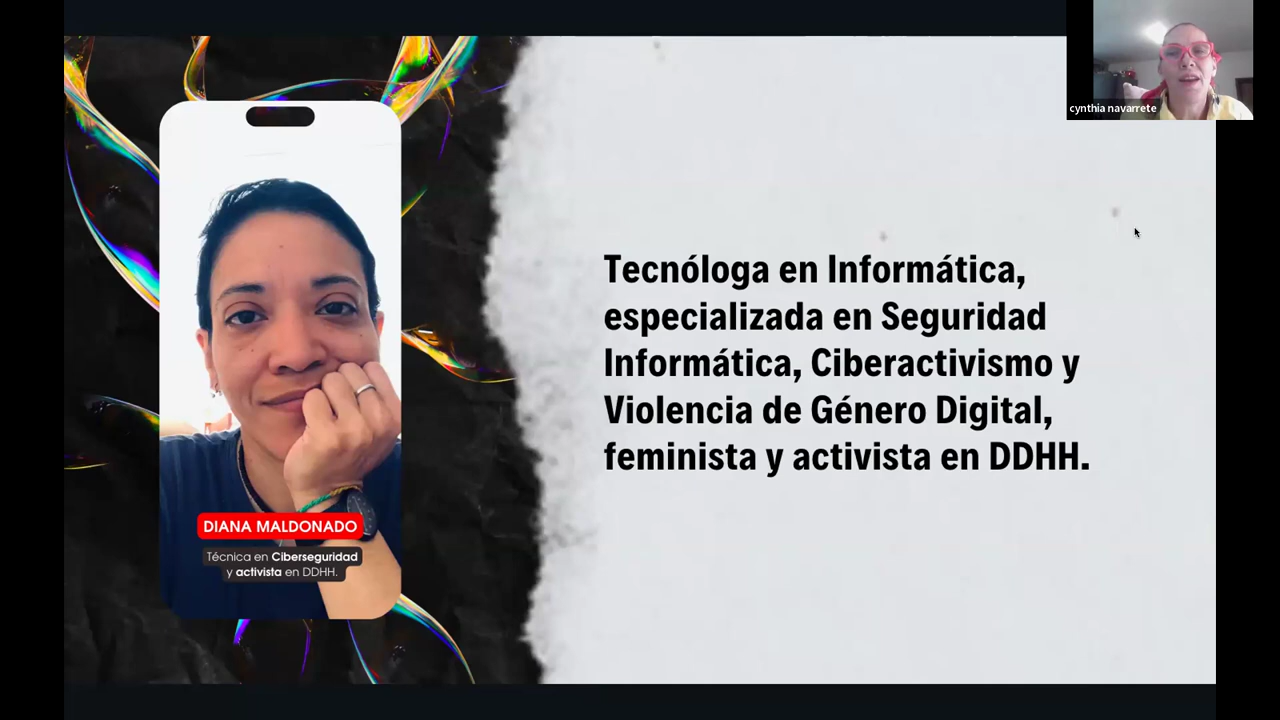 cynthia navarrete
Tecnóloga en Informática,
especializada en Seguridad
Informática, Ciberactivismo y
Violencia de Género Digital,
feminista y activista en DDHH.
DIANA MALDONADO
Técnica en Ciberseguridad
y activista en DDHH.